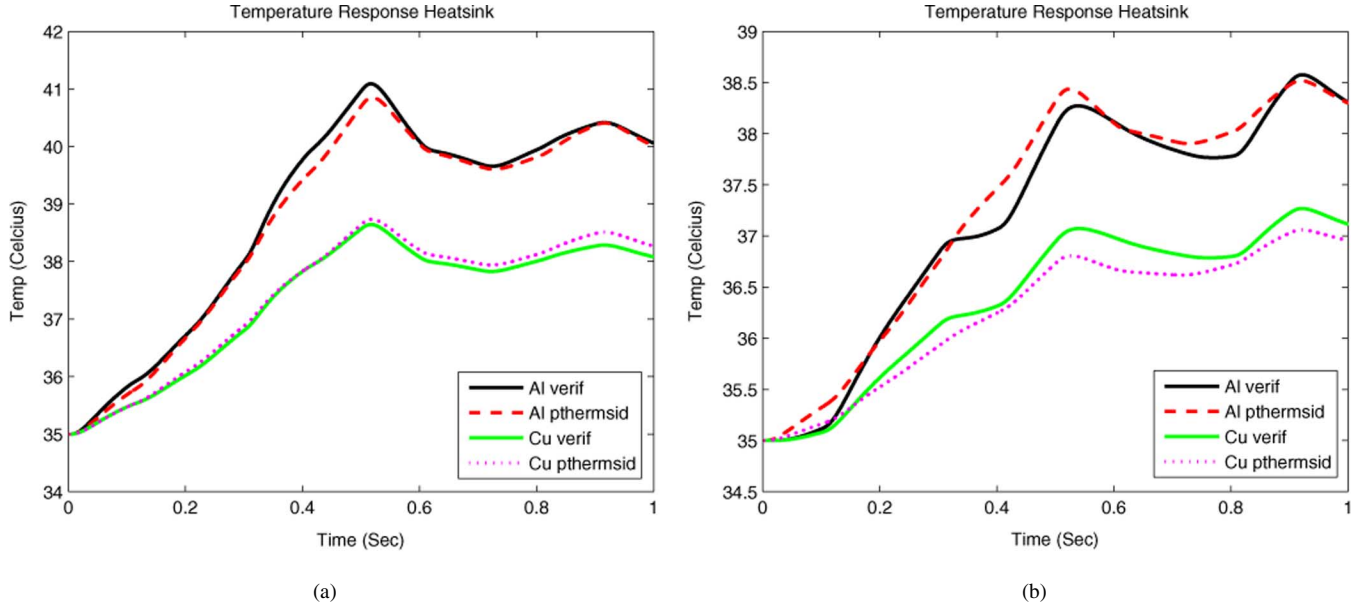 Temperature Response Heatsink
42
41
40
39
38
37
36
35
34
Temp (Celcius)
0
0.2
0.4
0.6
0.8
1
Time (Sec)
Al verif
Al pthermsid
Cu verif
Cu pthermsid
(a)
Temperature Response Heatsink
39
38.5
38
37.5
37
36.5
36
35.5
35
34.5
Temp (Celcius)
0
0.2
0.4
0.6
0.8
1
Time (Sec)
Al verif
Al pthermsid
Cu verif
Cu pthermsid
(b)